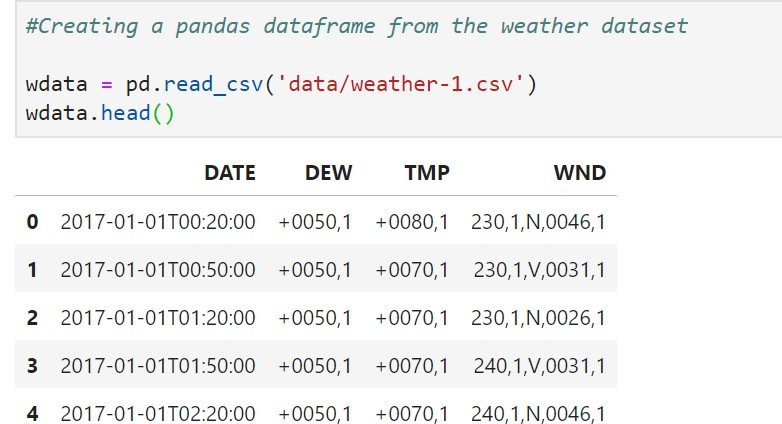 #Creating a pandas dataframe from the weather dataset
wdata = pd.read_csv('data/weather-1.csv')
wdata.head()
DATE DEW TMP WND
0 2017-01-01T00:20:00 +0050,1 +0080,1 230,1,N,0046,1
1 2017-01-01T00:50:00 +0050,1 +0070,1 230,1,V,0031,1
2 2017-01-01T01:20:00 +0050,1 +0070,1 230,1,N,0026,1
3 2017-01-01T01:50:00 +0050,1 +0070,1 240,1,V,0031,1
4 2017-01-01T02:20:00 +0050,1 +0070,1 240,1,N,0046,1